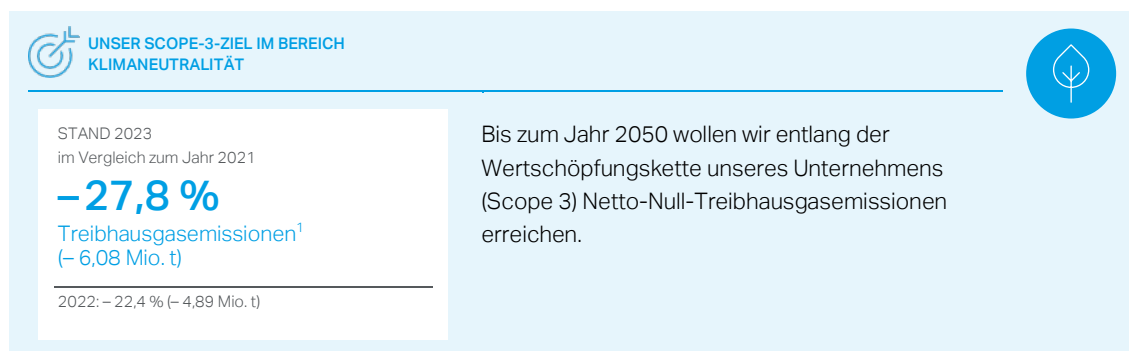 UNSER SCOPE-3-ZIEL IM BEREICH
KLIMANEUTRALITÄT
STAND 2023
im Vergleich zum Jahr 2021
–27,8 %
Treibhausgasemissionen¹
(– 6,08 Mio. t)
2022: – 22,4 % (– 4,89 Mio. t)
Bis zum Jahr 2050 wollen wir entlang der
Wertschöpfungskette unseres Unternehmens
(Scope 3) Netto-Null-Treibhausgasemissionen
erreichen.